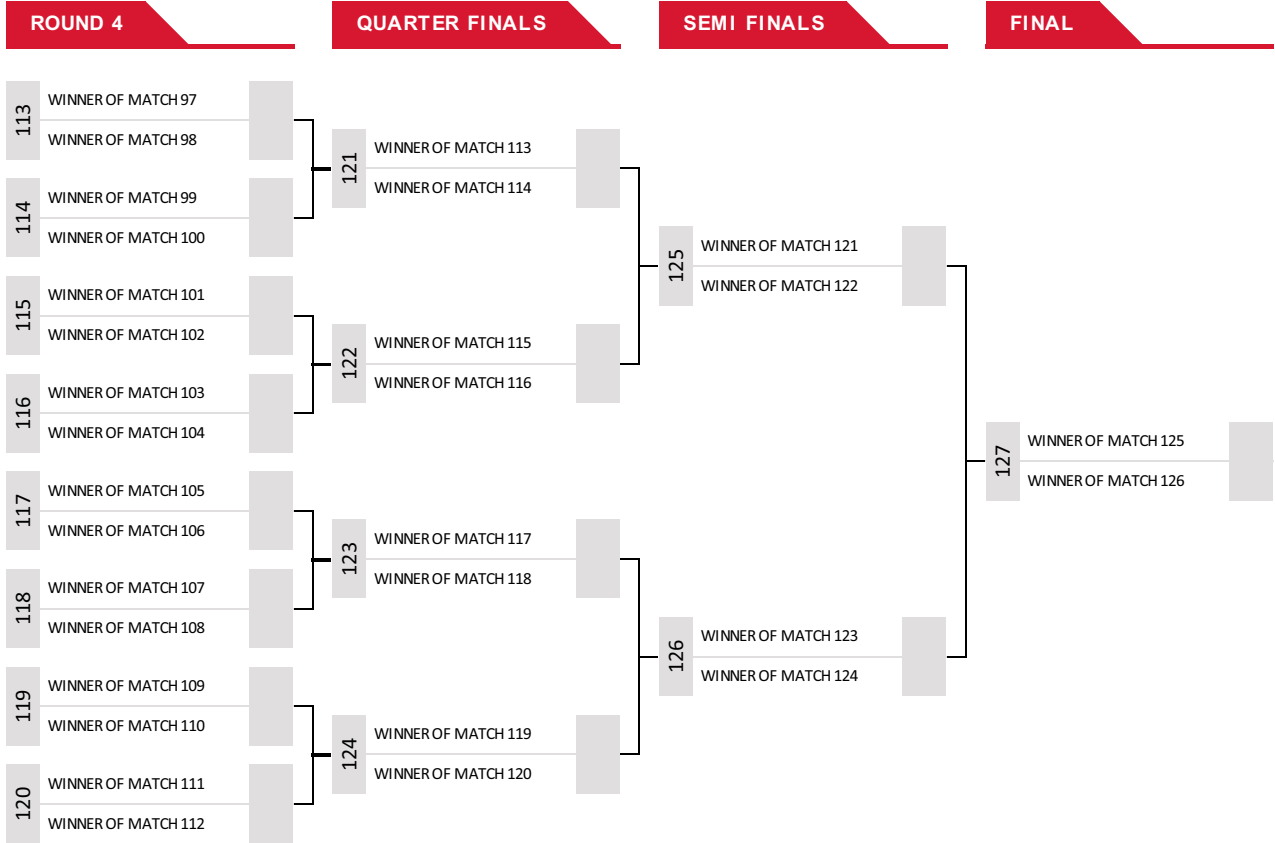 ROUND 4
QUARTER FINALS
SEMI FINALS
FINAL
113
WINNER OF MATCH 97
WINNER OF MATCH 98
114
WINNER OF MATCH 99
WINNER OF MATCH 100
115
WINNER OF MATCH 101
WINNER OF MATCH 102
116
WINNER OF MATCH 103
WINNER OF MATCH 104
117
WINNER OF MATCH 105
WINNER OF MATCH 106
118
WINNER OF MATCH 107
WINNER OF MATCH 108
119
WINNER OF MATCH 109
WINNER OF MATCH 110
120
WINNER OF MATCH 111
WINNER OF MATCH 112
121
WINNER OF MATCH 113
WINNER OF MATCH 114
122
WINNER OF MATCH 115
WINNER OF MATCH 116
123
WINNER OF MATCH 117
WINNER OF MATCH 118
124
WINNER OF MATCH 119
WINNER OF MATCH 120
125
WINNER OF MATCH 121
WINNER OF MATCH 122
126
WINNER OF MATCH 123
WINNER OF MATCH 124
127
WINNER OF MATCH 125
WINNER OF MATCH 126